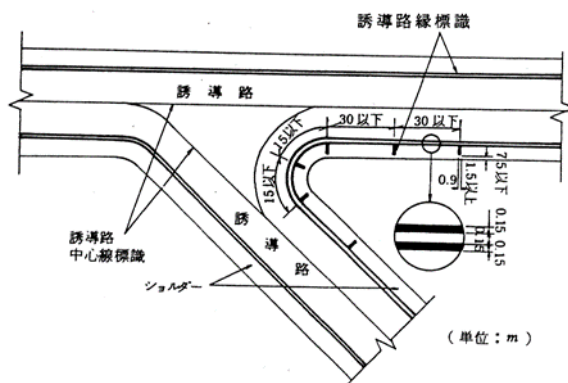 誘導路縁標識
誘導路
30以下
30以下
15以下
15以下
75以下
1.5以上
0.9
0.15
0.15
0.15
誘導路
誘導路
中心線標識
ショルダー
(単位:m)